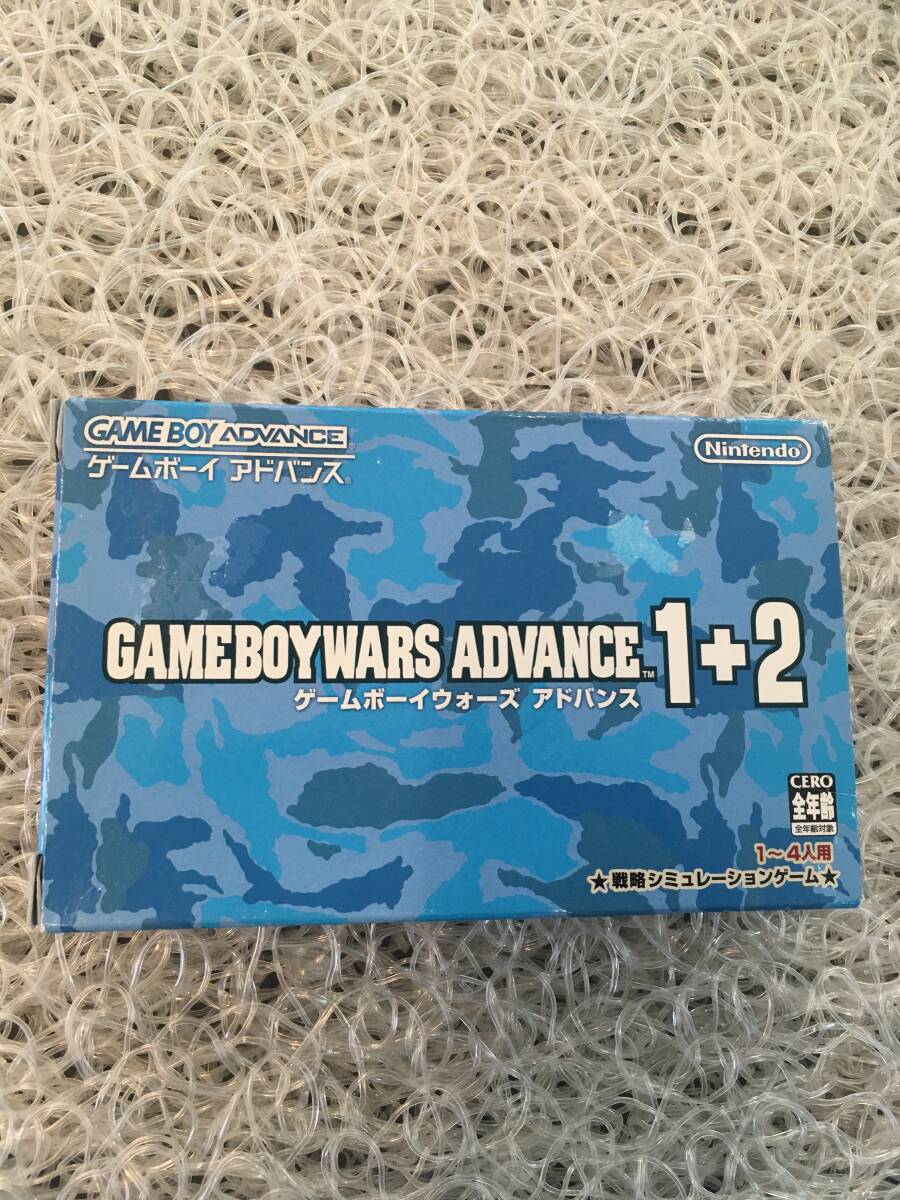 GAME BOY ADVANCE®
ゲームボーイ アドバンス®
Nintendo®
GAMEBOYWARS ADVANCE™ 1+2
ゲームボーイウォーズ アドバンス
CERO
全年齢
全年齢対象
1〜4人用
★戦略シミュレーションゲーム★